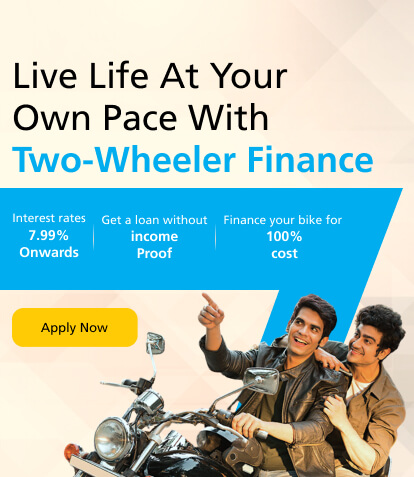 Live Life At Your
Own Pace With
Two-Wheeler Finance
Interest rates
7.99%
Onwards
Get a loan without
income
Proof
Finance your bike for
100%
cost
Apply Now